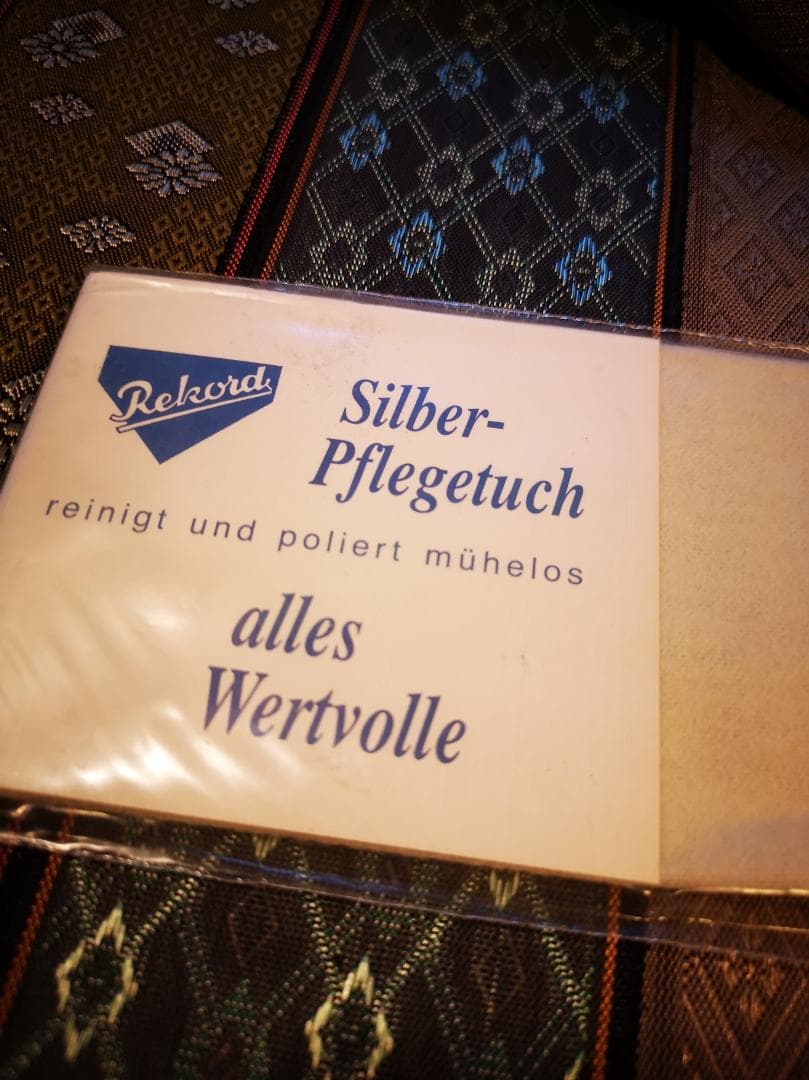 Rekord
Silber-
Pflegetuch
reinigt und poliert mühelos
alles
Wertvolle